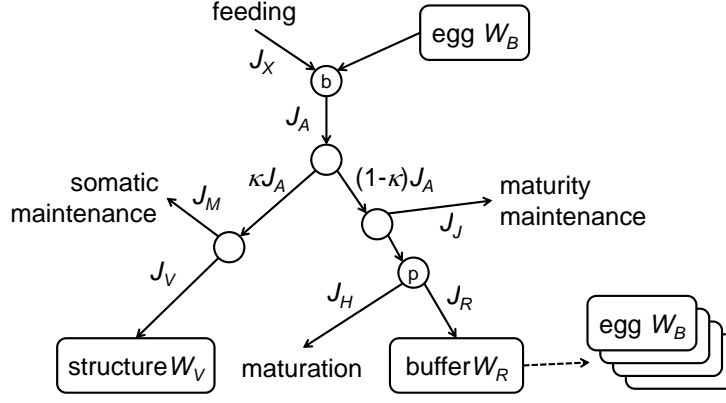 feeding
egg W_B
J_X
b
J_A
κJ_A
(1-κ)J_A
somatic
maintenance
J_M
maturity
maintenance
J_J
J_V
p
J_H
J_R
egg W_B
structure W_V
maturation
buffer W_R